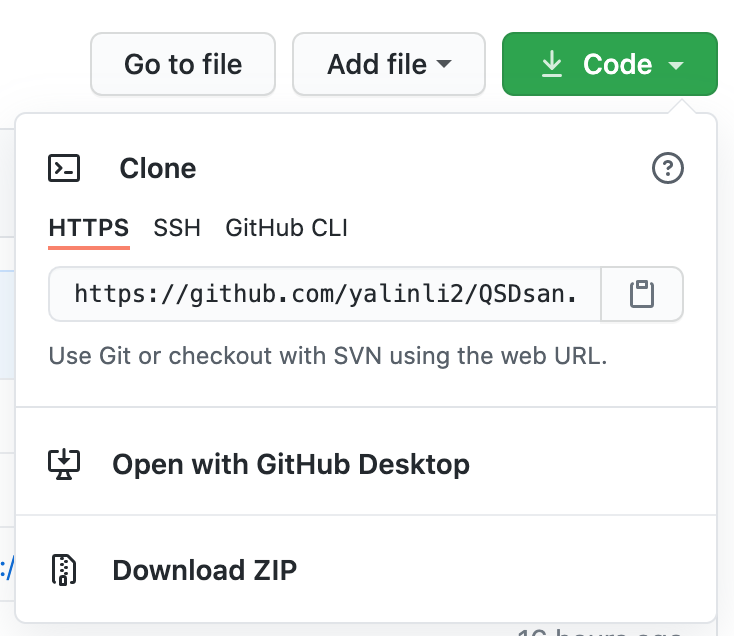 Go to file Add file Code
Clone
HTTPS SSH GitHub CLI
https://github.com/yalinli2/QSDsan.
Use Git or checkout with SVN using the web URL.
Open with GitHub Desktop
Download ZIP